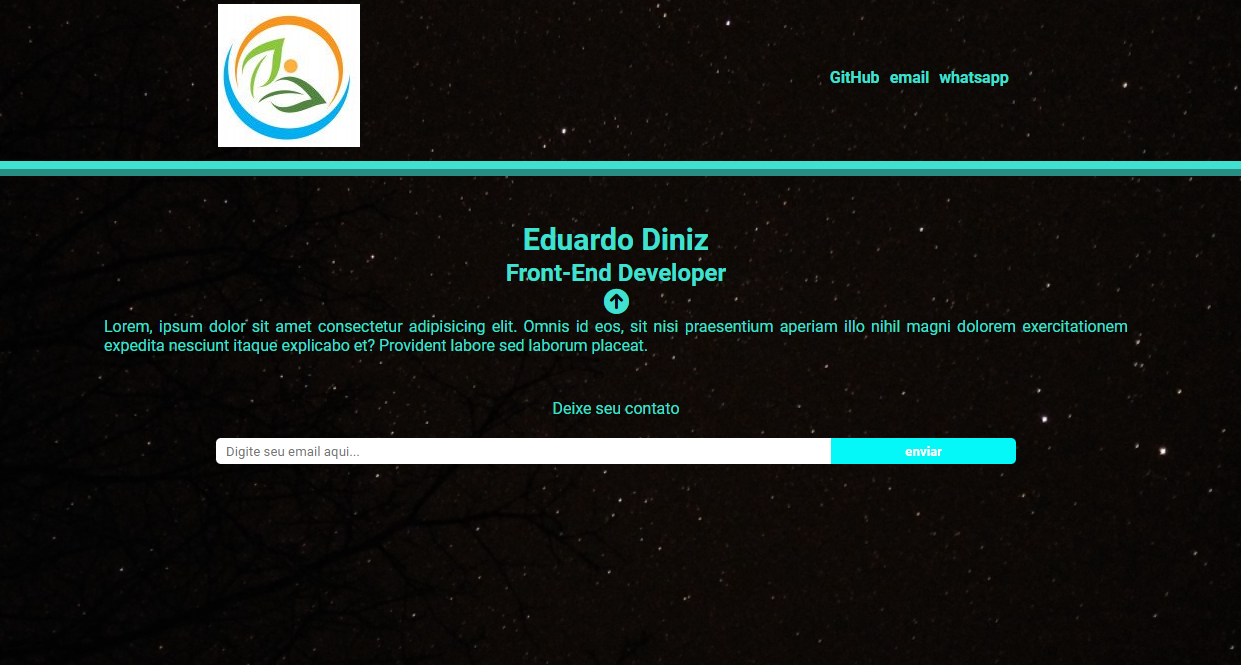 GitHub email whatsapp
Eduardo Diniz
Front-End Developer
Lorem, ipsum dolor sit amet consectetur adipisicing elit. Omnis id eos, sit nisi praesentium aperiam illo nihil magni dolorem exercitationem
expedita nesciunt itaque explicabo et? Provident labore sed laborum placeat.
Deixe seu contato
Digite seu email aqui... enviar